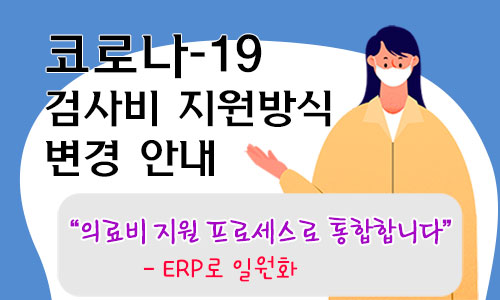 코로나-19
검사비 지원방식
변경 안내
“의료비 지원 프로세스로 통합합니다”
- ERP로 일원화